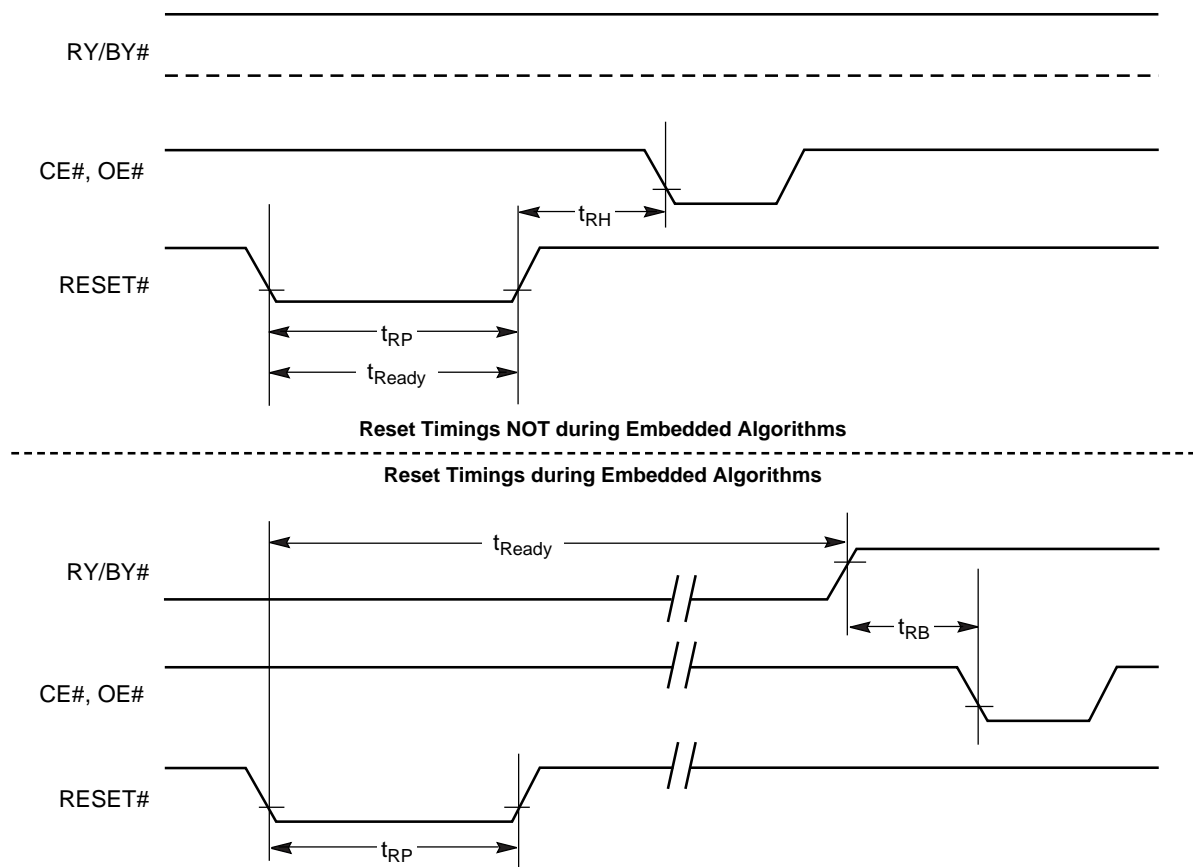 RY/BY#
CE#, OE#
tRH
RESET#
tRP
tReady
Reset Timings NOT during Embedded Algorithms
Reset Timings during Embedded Algorithms
tReady
RY/BY#
tRB
CE#, OE#
RESET#
tRP